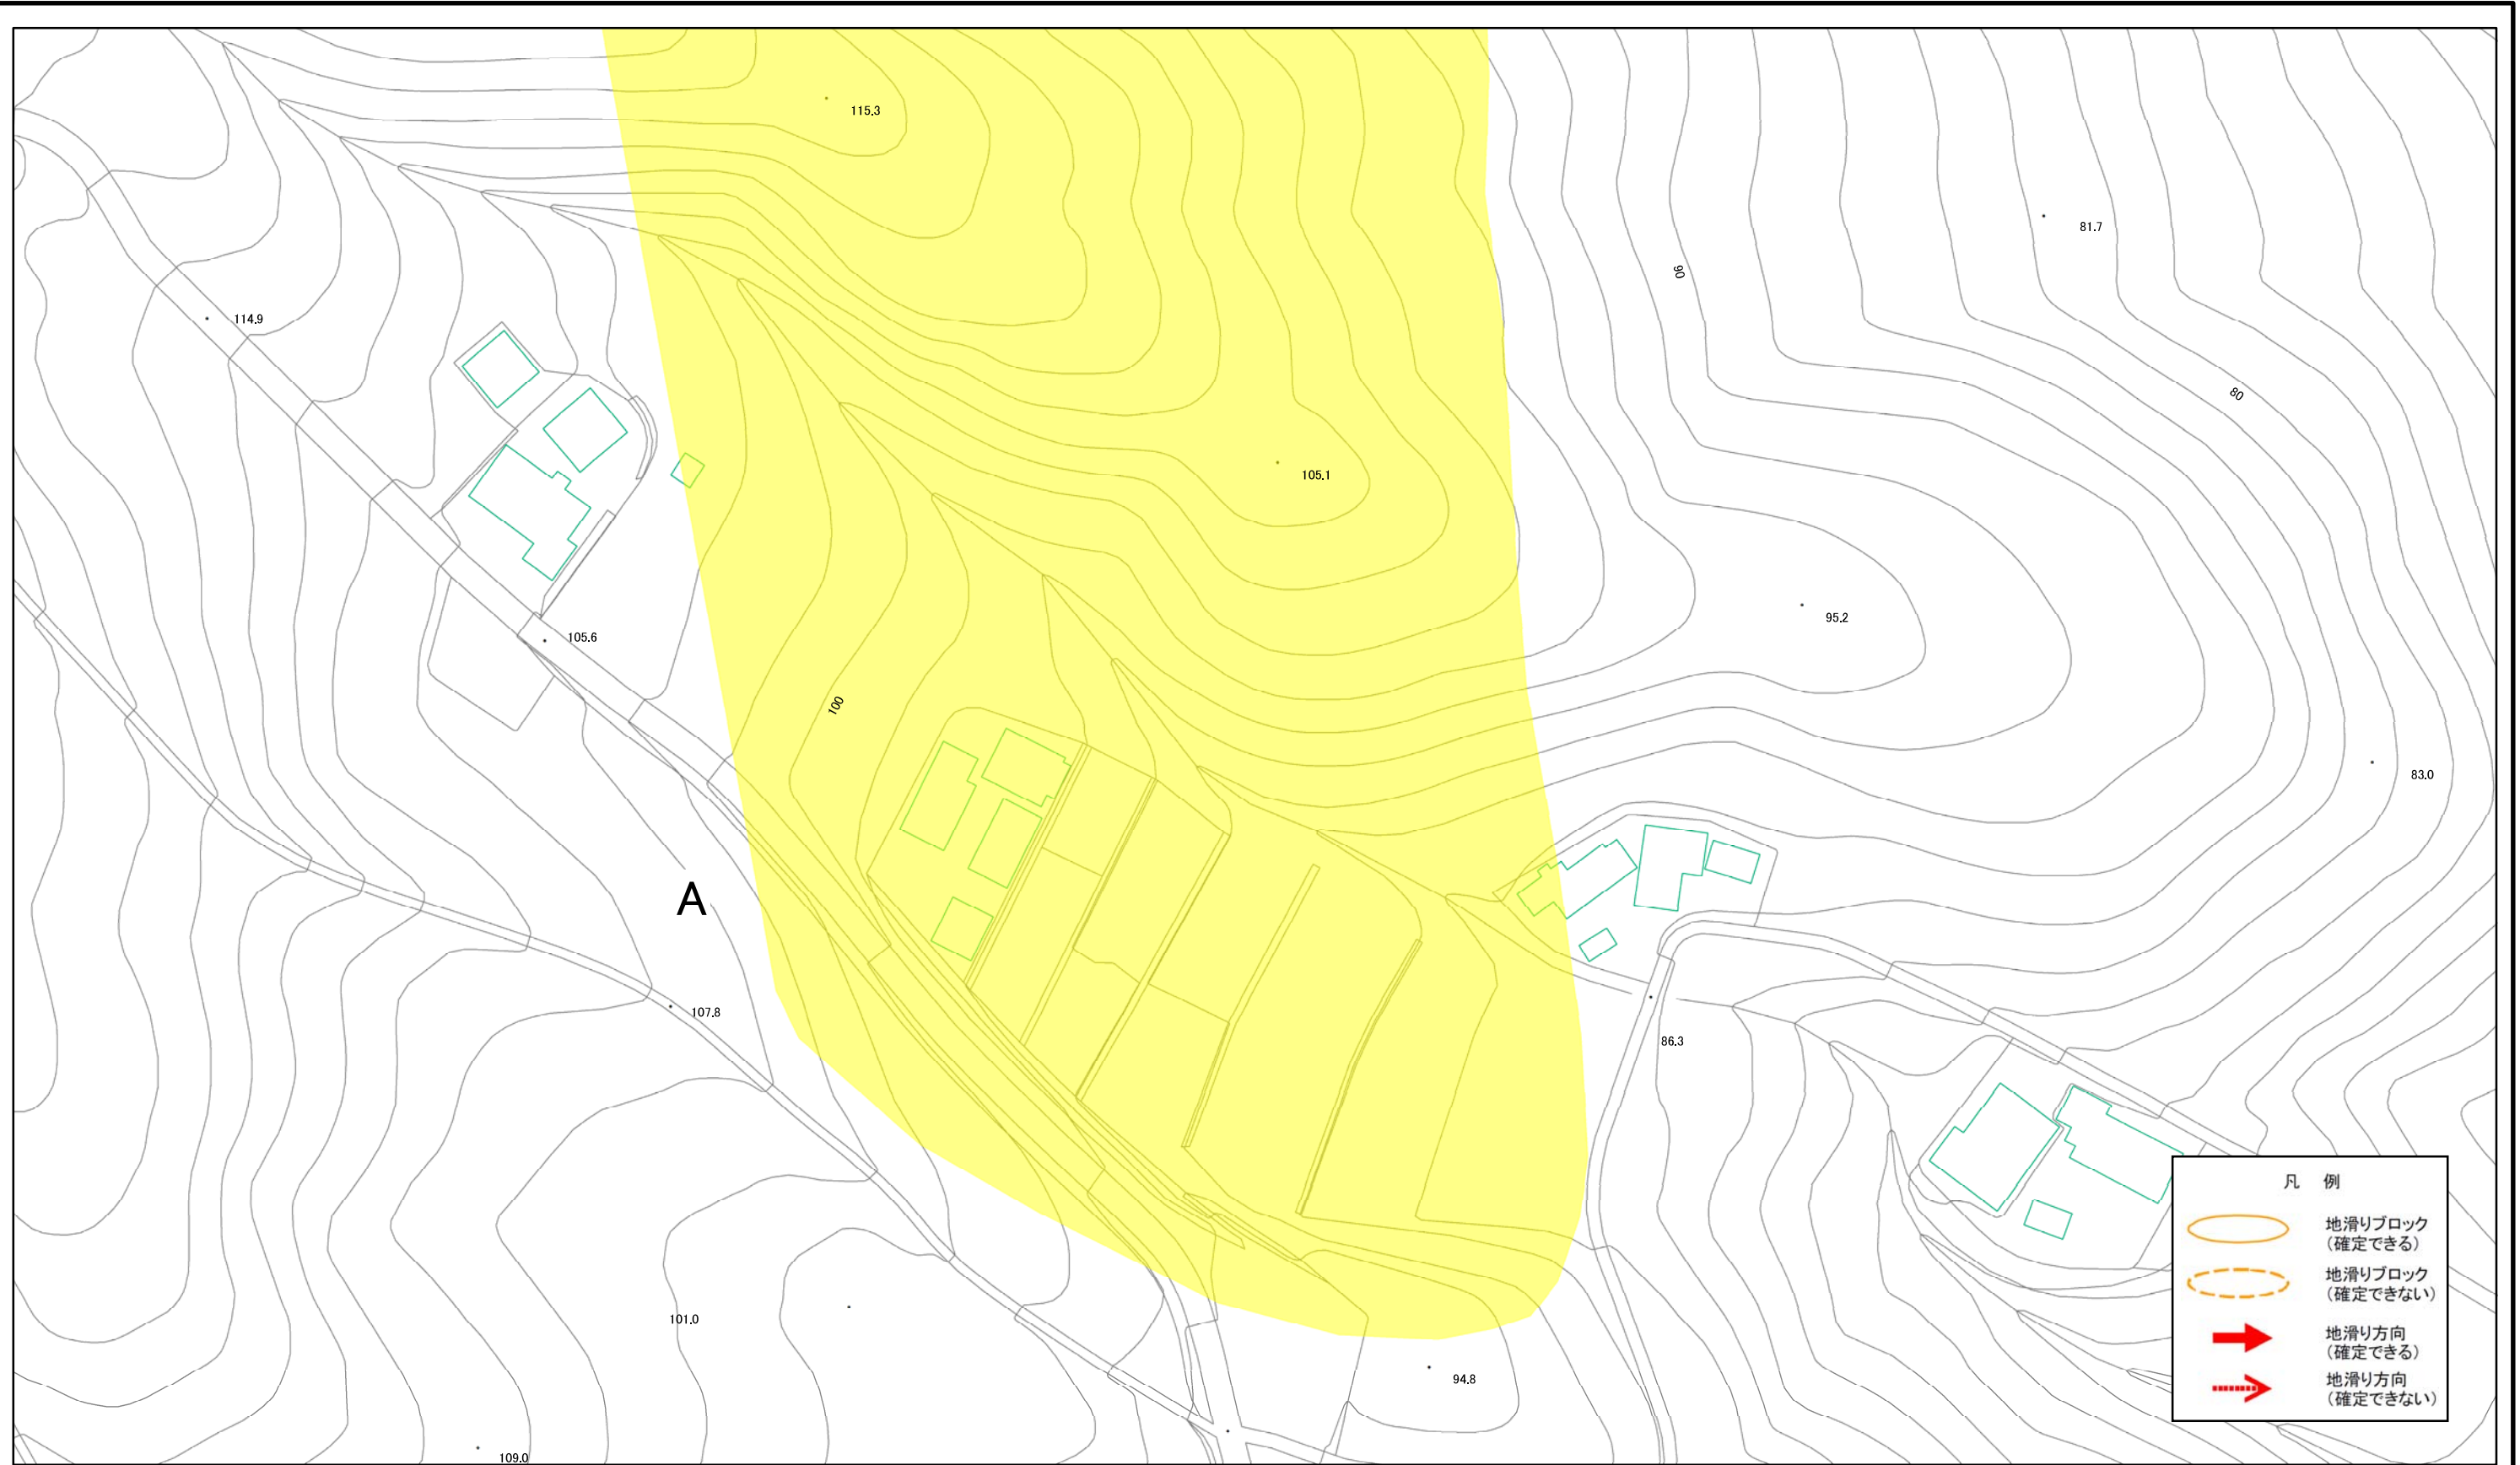 115.3
81.7
90
114.9
80
105.1
95.2
105.6
100
83.0
A
107.8
86.3
凡 例
地滑りブロック
（確定できる）
地滑りブロック
（確定できない）
101.0
地滑り方向
（確定できる）
94.8
地滑り方向
（確定できない）
109.0